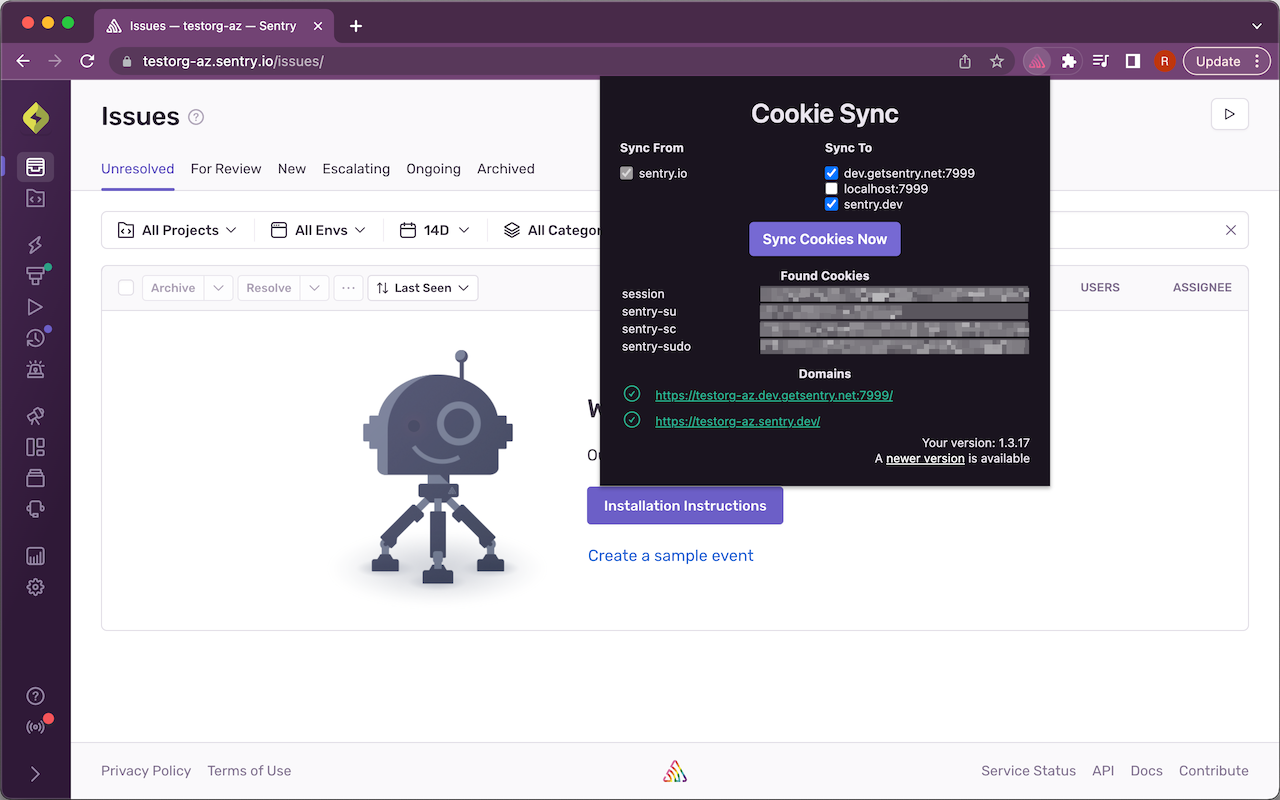 Issues — testorg-az — Sentry
testorg-az.sentry.io/issues/
R
Update
Issues
Unresolved For Review New Escalating Ongoing Archived
All Projects All Envs 14D All
Archive Resolve Last Seen USERS ASSIGNEE
Installation Instructions
Create a sample event
Cookie Sync
Sync From Sync To
sentry.io dev.getsentry.net:7999
localhost:7999
sentry.dev
Sync Cookies Now
Found Cookies
session
sentry-su
sentry-sc
sentry-sudo
Domains
https://testorg-az.dev.getsentry.net:7999/
https://testorg-az.sentry.dev/
Your version: 1.3.17
A newer version is available
Privacy Policy Terms of Use Service Status API Docs Contribute